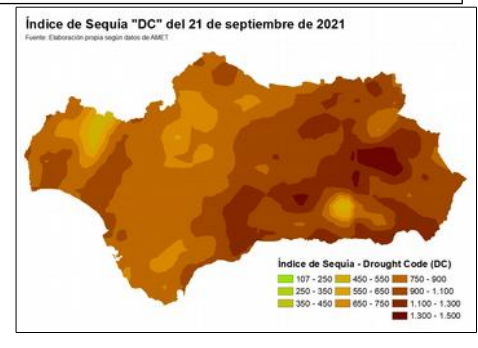 Índice de Sequía "DC" del 21 de septiembre de 2021
Fuente: Elaboración propia según datos de AMET
Índice de Sequía - Drought Code (DC)
107 - 250 450 - 550 750 - 900
250 - 350 550 - 650 900 - 1.100
350 - 450 650 - 750 1.100 - 1.300
1.300 - 1.500